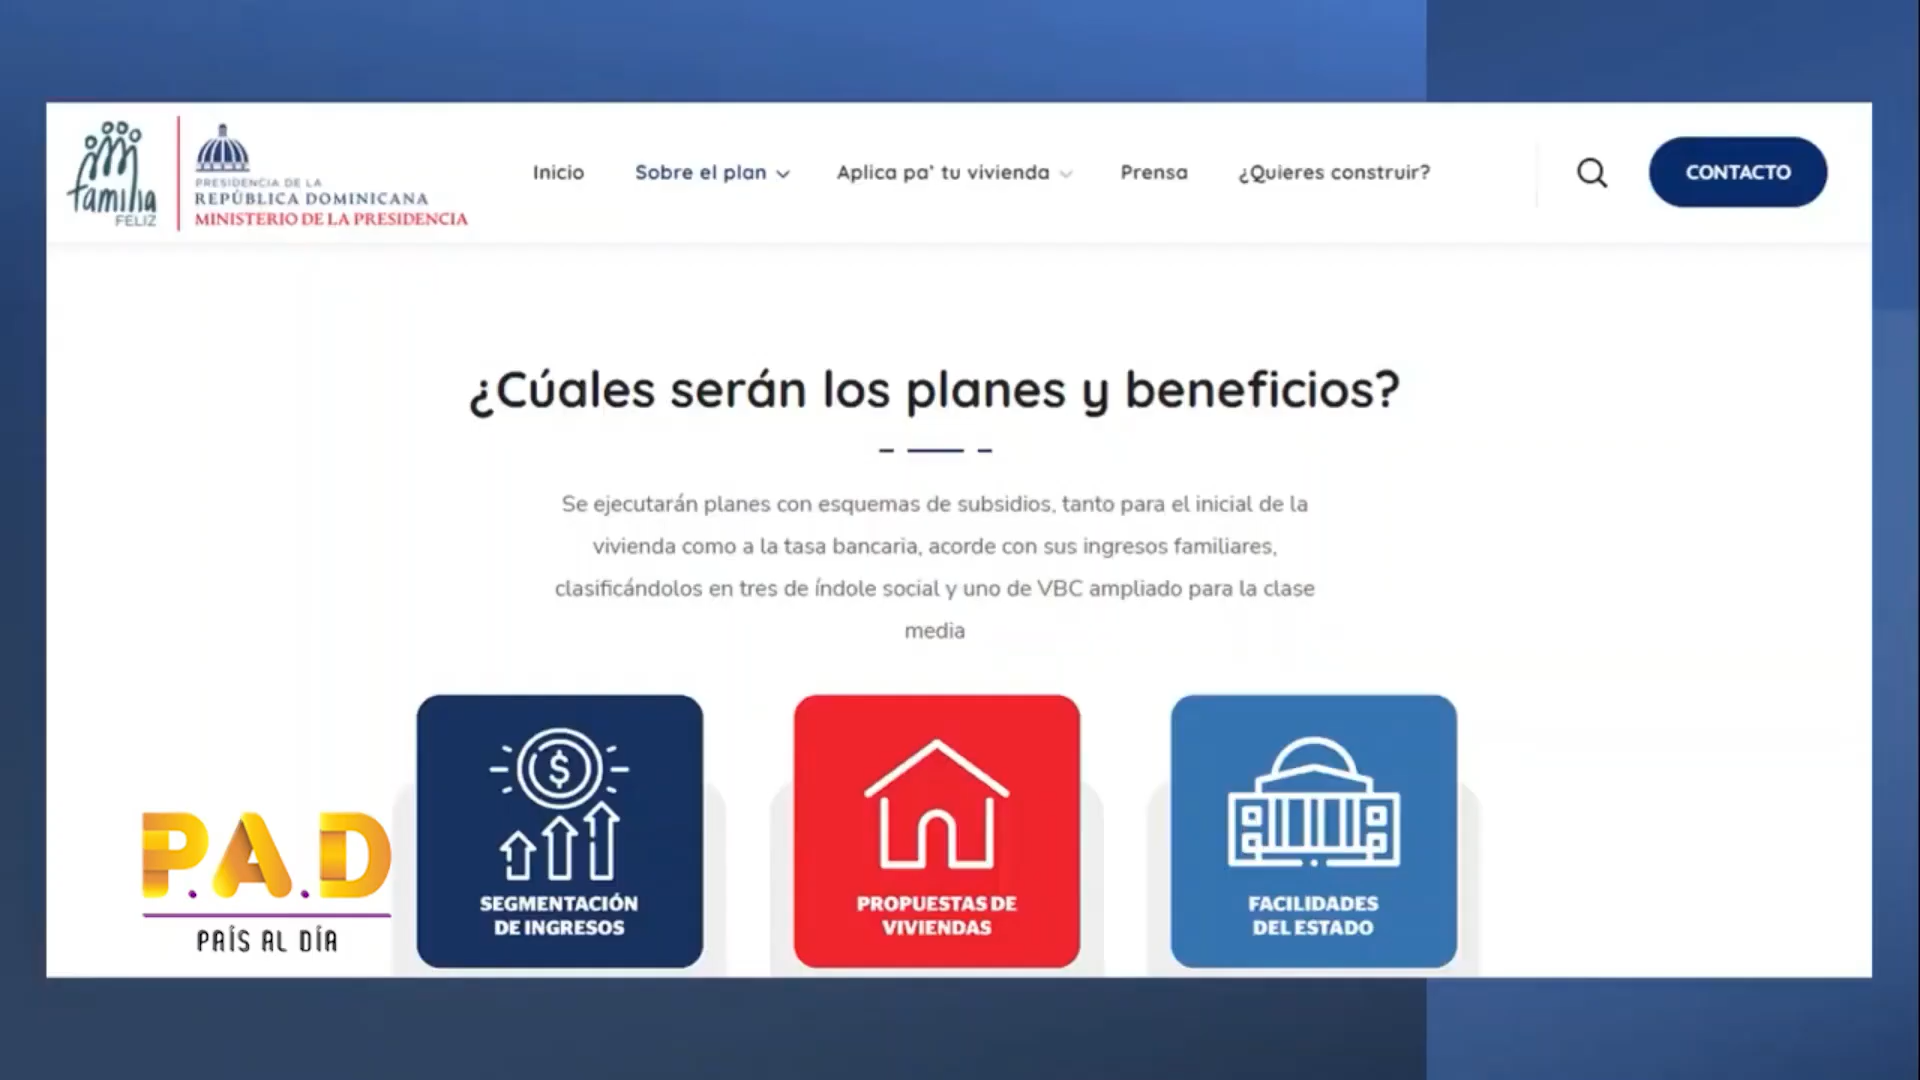 familia
FELIZ
PRESIDENCIA DE LA
REPÚBLICA DOMINICANA
MINISTERIO DE LA PRESIDENCIA
Inicio
Sobre el plan
Aplica pa' tu vivienda
Prensa
¿Quieres construir?
CONTACTO
¿Cúales serán los planes y beneficios?
Se ejecutarán planes con esquemas de subsidios, tanto para el inicial de la
vivienda como a la tasa bancaria, acorde con sus ingresos familiares,
clasificándolos en tres de índole social y uno de VBC ampliado para la clase
media
$
SEGMENTACIÓN
DE INGRESOS
PROPUESTAS DE
VIVIENDAS
FACILIDADES
DEL ESTADO
P.A.D
PAÍS AL DÍA